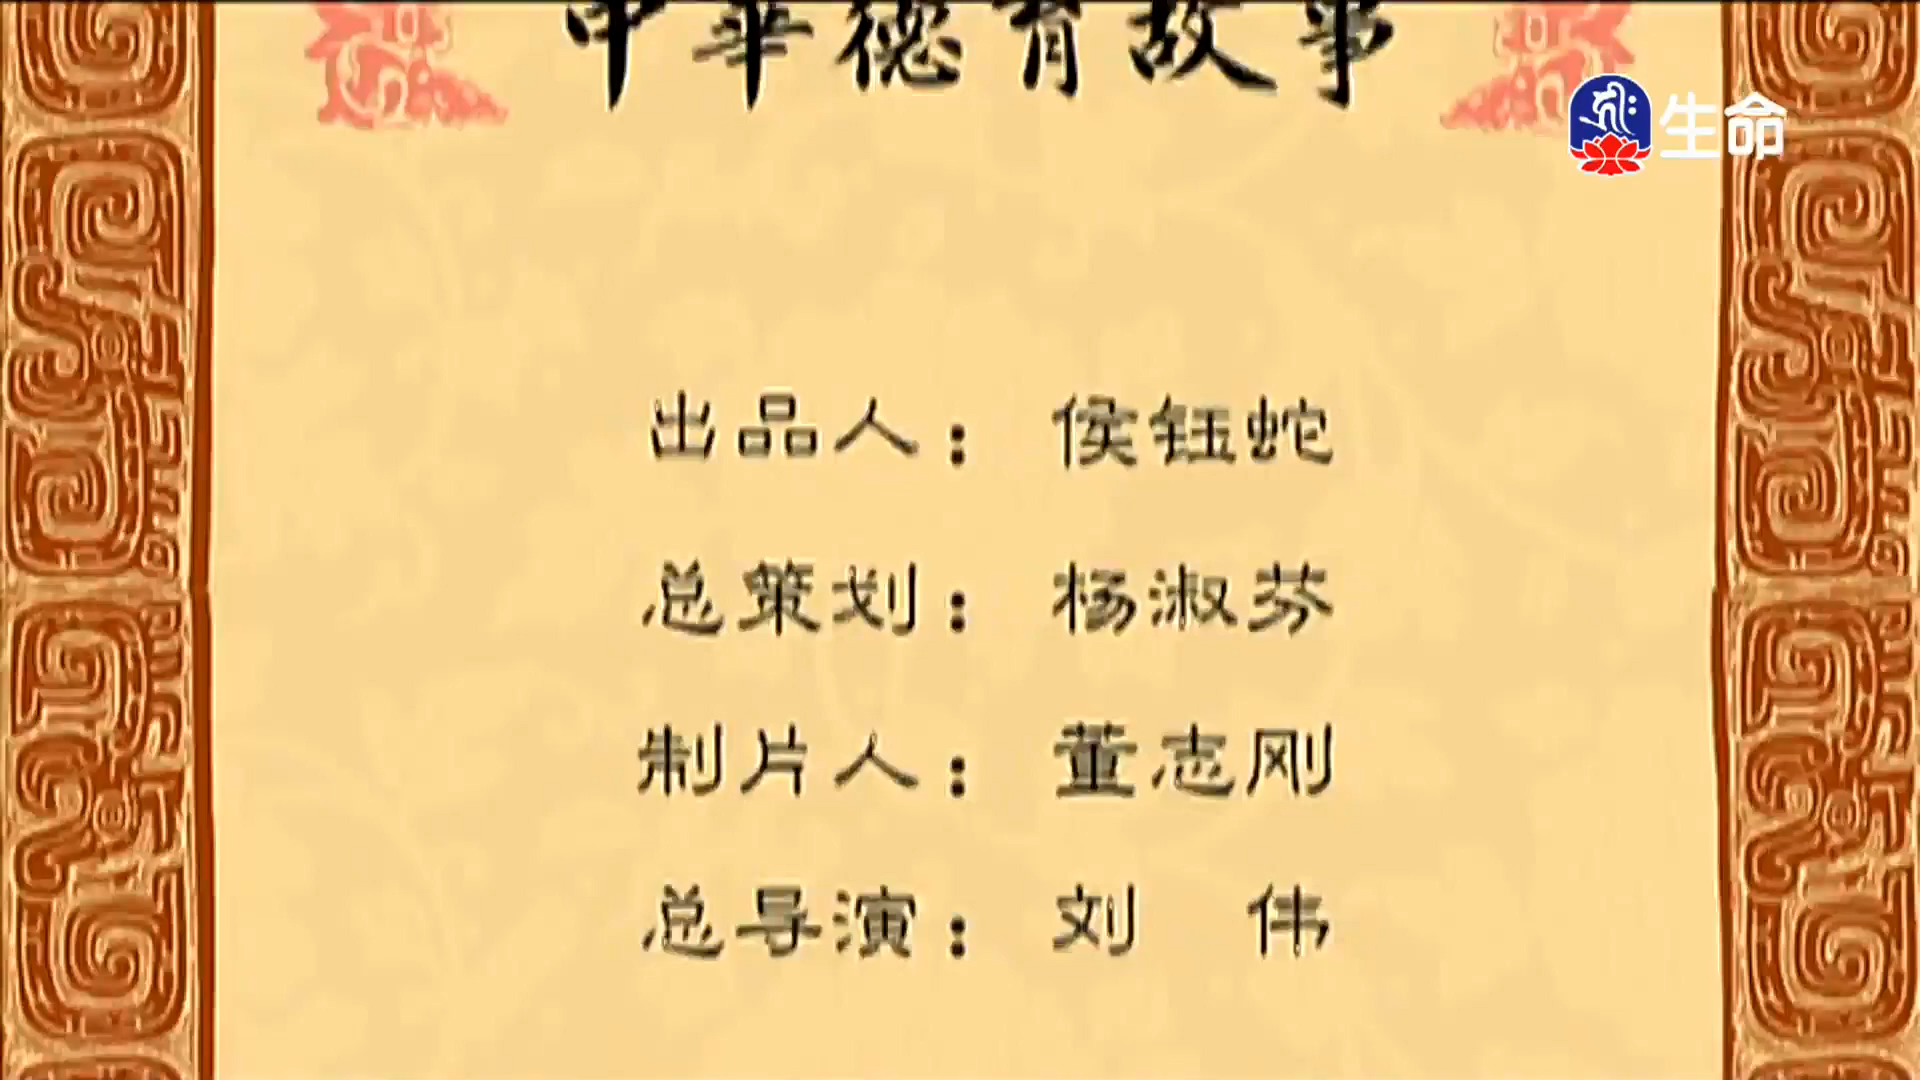 中華德育故事
生命
出品人： 侯钰蛇
总策划： 杨淑芬
制片人： 董志刚
总导演： 刘 伟